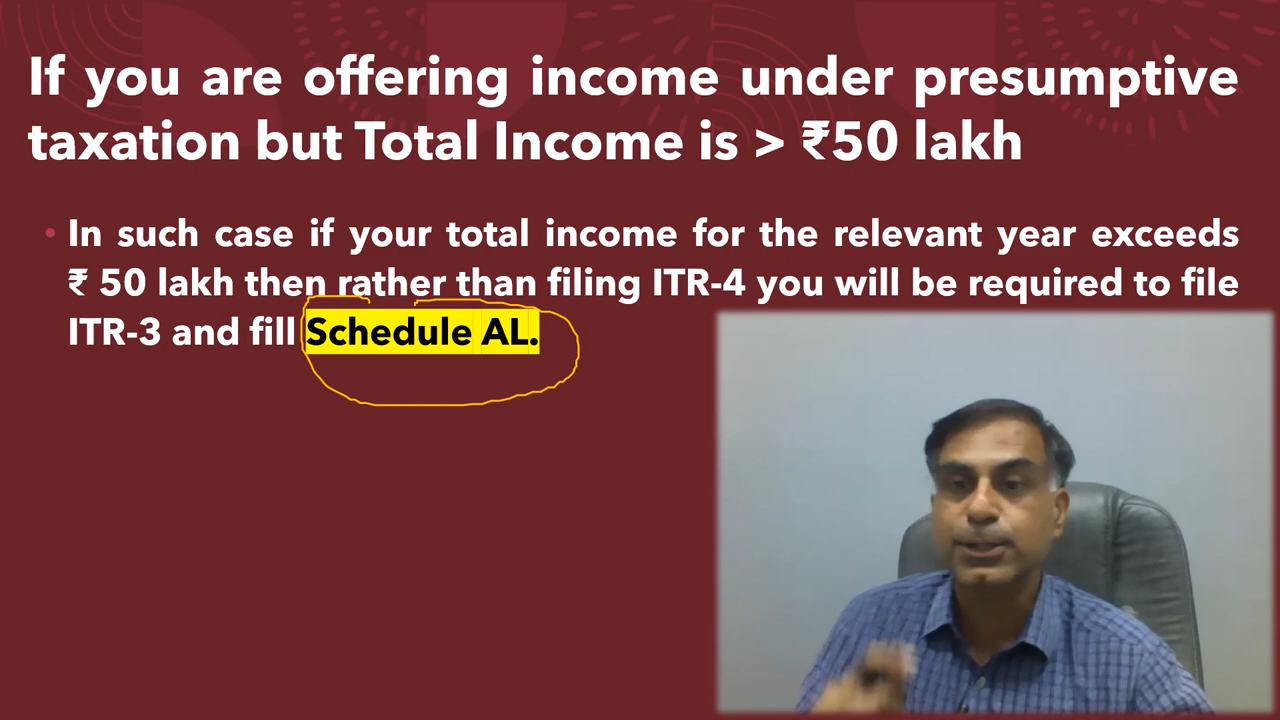 If you are offering income under presumptive
taxation but Total Income is > ₹50 lakh
• In such case if your total income for the relevant year exceeds
₹ 50 lakh then rather than filing ITR-4 you will be required to file
ITR-3 and fill Schedule AL.